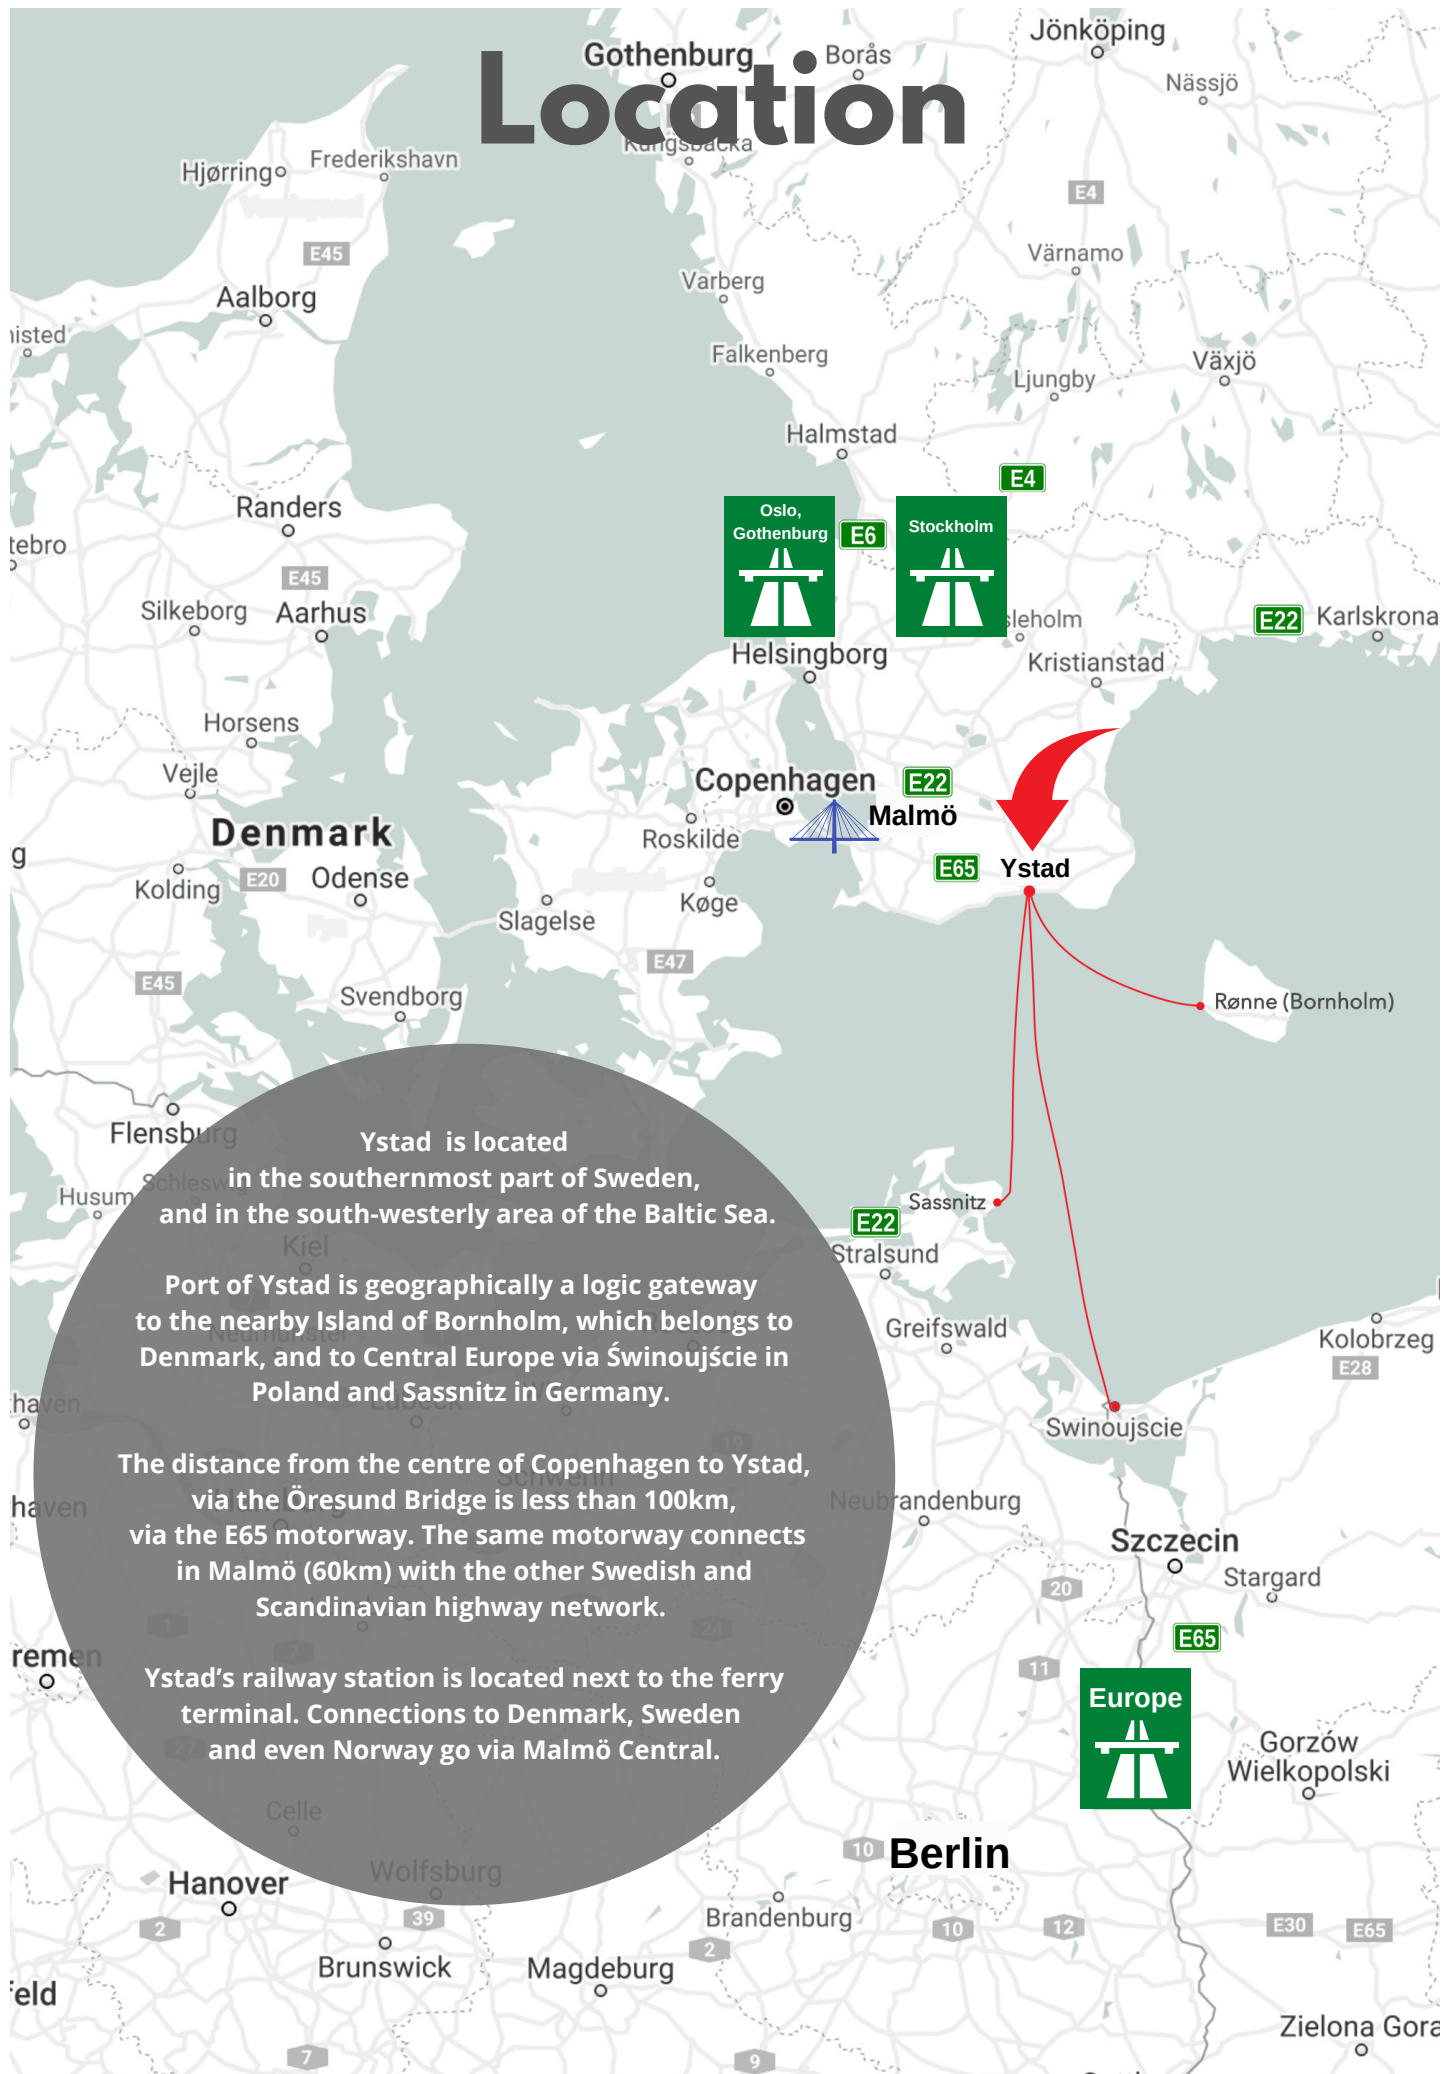 Location
Gothenburg
Borås
Jönköping
Nässjö
Kungsbacka
Hjørring
Frederikshavn
E4
E45
Värnamo
Varberg
Aalborg
Falkenberg
Växjö
Ljungby
Halmstad
E4
Randers
Oslo,
Gothenburg
E6
Stockholm
E45
Silkeborg
Aarhus
E22
Karlskrona
Helsingborg
Kristianstad
Horsens
Vejle
Copenhagen
E22
Malmö
Denmark
Roskilde
E65
Ystad
Kolding
E20
Odense
Køge
Slagelse
E47
E45
Svendborg
Rønne (Bornholm)
Flensburg
Husum
Schleswig
Sassnitz
E22
Stralsund
Kiel
Neumünster
Greifswald
Kolobrzeg
E28
Lübeck
Swinoujscie
Schwerin
Neubrandenburg
Szczecin
Stargard
20
E65
11
Europe
Gorzów
Wielkopolski
Ystad is located
in the southernmost part of Sweden,
and in the south-westerly area of the Baltic Sea.
Port of Ystad is geographically a logic gateway
to the nearby Island of Bornholm, which belongs to
Denmark, and to Central Europe via Świnoujście in
Poland and Sassnitz in Germany.
The distance from the centre of Copenhagen to Ystad,
via the Öresund Bridge is less than 100km,
via the E65 motorway. The same motorway connects
in Malmö (60km) with the other Swedish and
Scandinavian highway network.
Ystad’s railway station is located next to the ferry
terminal. Connections to Denmark, Sweden
and even Norway go via Malmö Central.
19
1
7
24
27
Celle
10
Berlin
Hanover
Wolfsburg
2
39
Brandenburg
10
12
E30
E65
2
Brunswick
Magdeburg
Zielona Gora
7
9